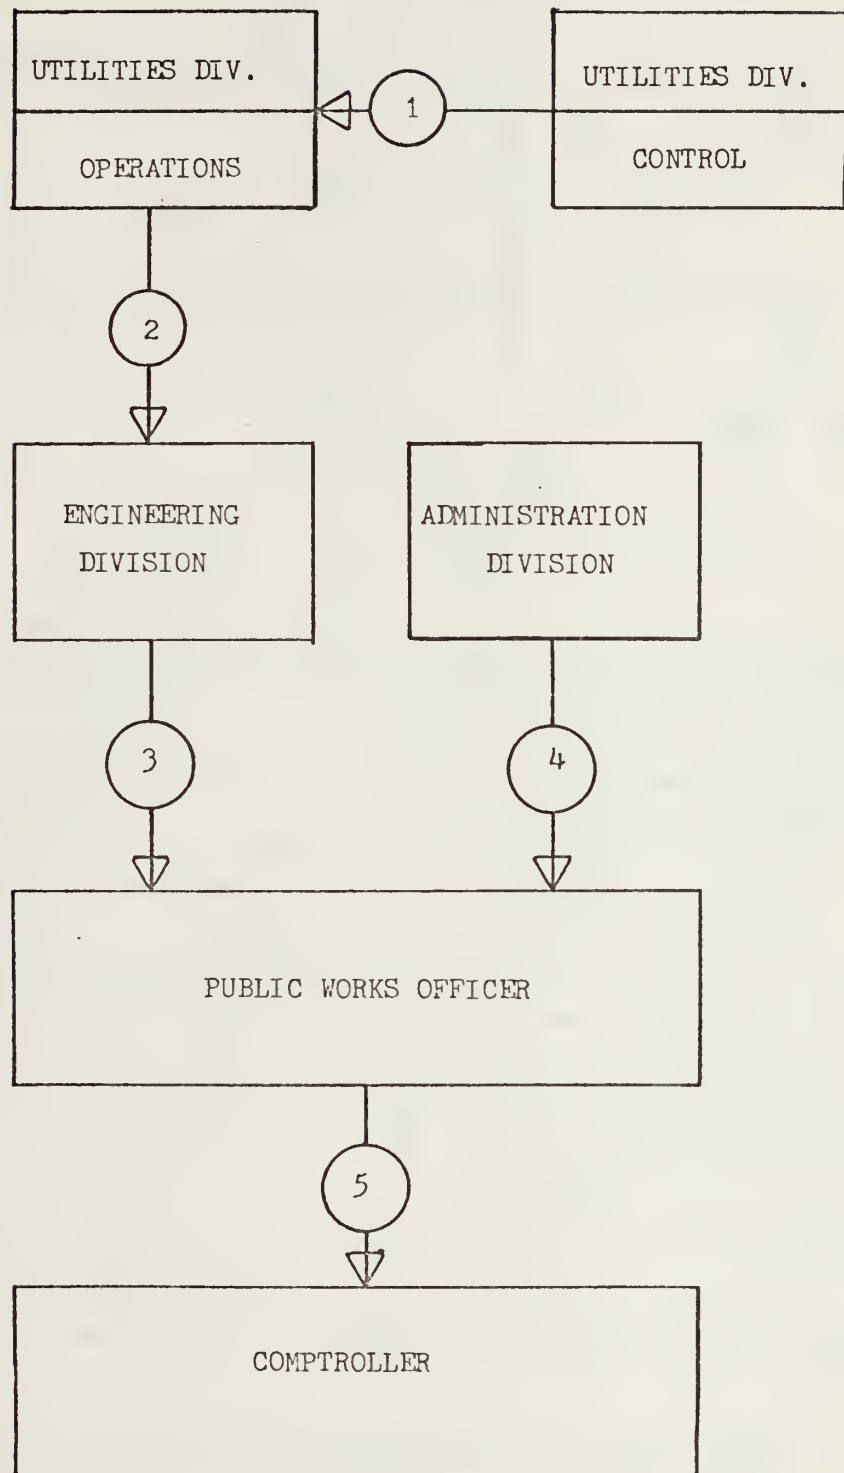 UTILITIES DIV.
OPERATIONS
1
UTILITIES DIV.
CONTROL
2
ENGINEERING
DIVISION
ADMINISTRATION
DIVISION
3
4
PUBLIC WORKS OFFICER
5
COMPTROLLER